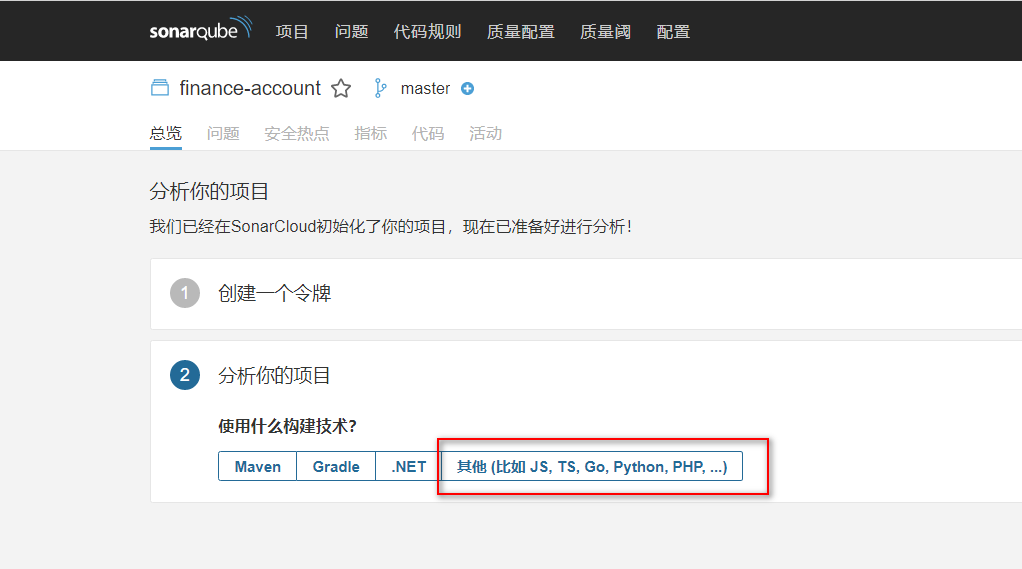 sonarqube 项目 问题 代码规则 质量配置 质量阈 配置
finance-account master
总览 问题 安全热点 指标 代码 活动
分析你的项目
我们已经在SonarCloud初始化了你的项目，现在已准备好进行分析！
1 创建一个令牌
2 分析你的项目
使用什么构建技术？
Maven Gradle .NET 其他 (比如 JS, TS, Go, Python, PHP, ...)